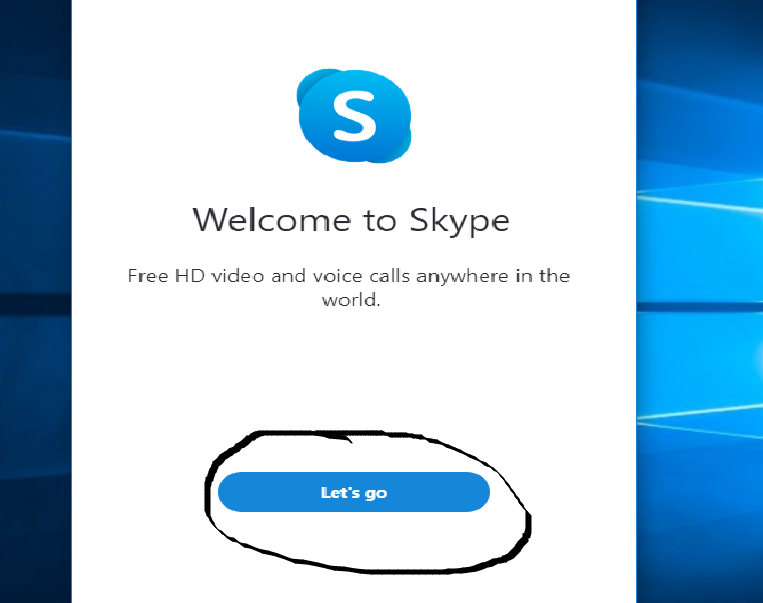 S
Welcome to Skype
Free HD video and voice calls anywhere in the
world.
Let's go